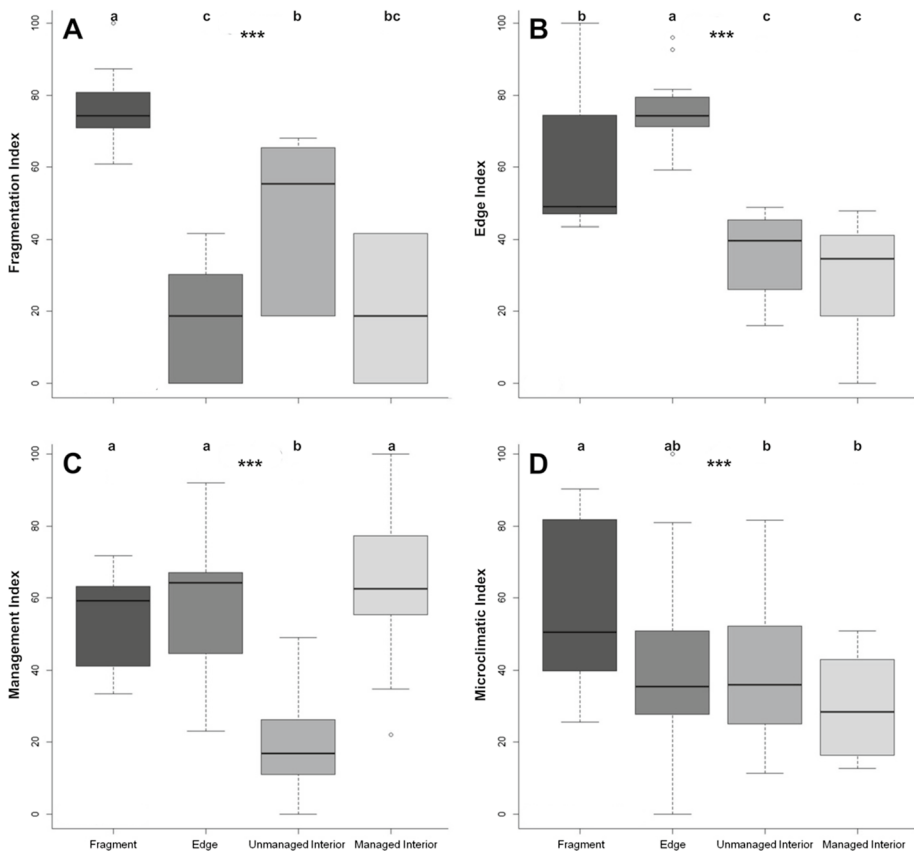 A a c b bc
***
Fragmentation Index
100
80
60
40
20
0
B b a c c
***
Edge Index
100
80
60
40
20
0
C a a b a
***
Management Index
100
80
60
40
20
0
Fragment Edge Unmanaged Interior Managed Interior
D a ab b b
***
Microclimatic Index
100
80
60
40
20
0
Fragment Edge Unmanaged Interior Managed Interior